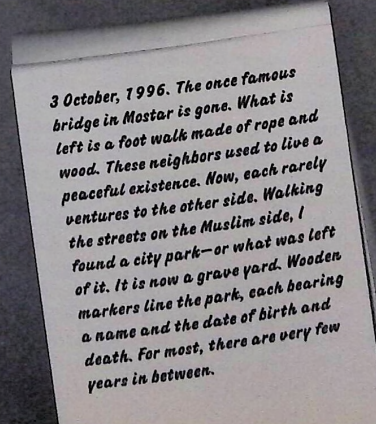 3 October, 1996. The once famous
bridge in Mostar is gone. What is
left is a foot walk made of rope and
wood. These neighbors used to live a
peaceful existence. Now, each rarely
ventures to the other side. Walking
the streets on the Muslim side, I
found a city park—or what was left
of it. It is now a grave yard. Wooden
markers line the park, each bearing
a name and the date of birth and
death. For most, there are very few
years in between.